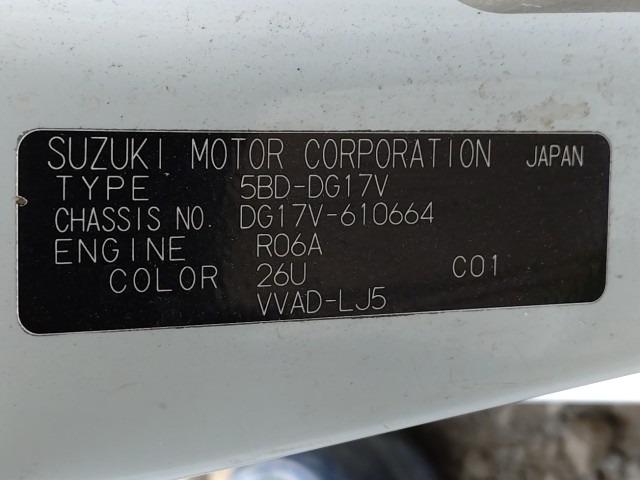 SUZUKI MOTOR CORPORATION JAPAN
TYPE 5BD-DG17V
CHASSIS NO. DG17V-610664
ENGINE R06A
COLOR 26U C01
VVAD-LJ5